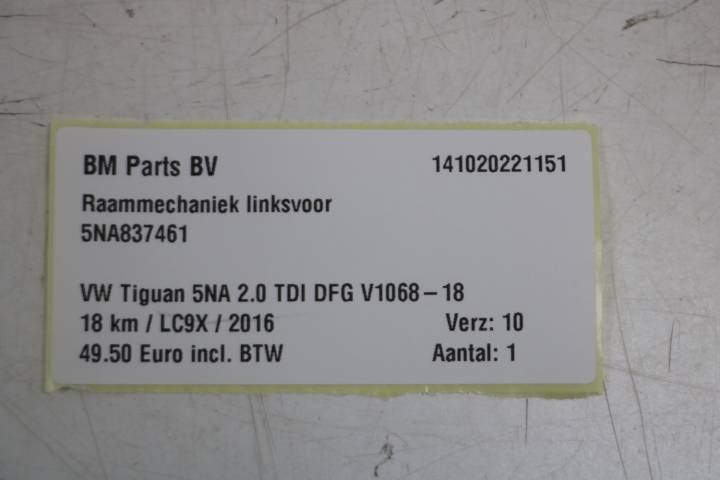 BM Parts BV 141020221151
Raammechaniek linksvoor
5NA837461
VW Tiguan 5NA 2.0 TDI DFG V1068-18
18 km / LC9X / 2016 Verz: 10
49.50 Euro incl. BTW Aantal: 1